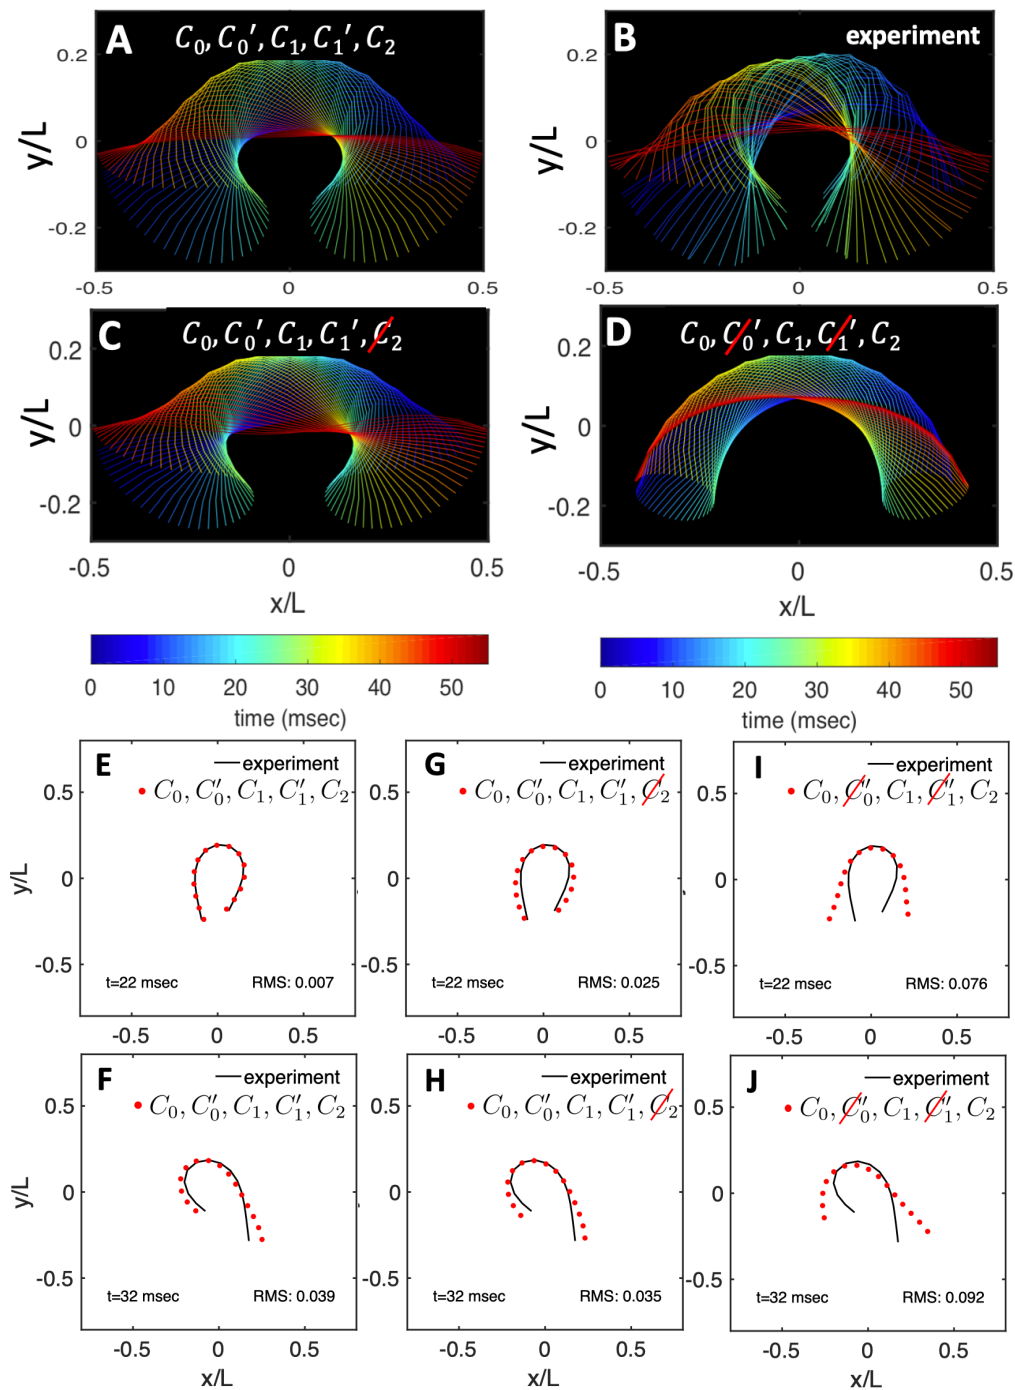 A
C₀, C₀′, C₁, C₁′, C₂
0.2
0
-0.2
y/L
-0.5
0
0.5
B
experiment
0.2
0
-0.2
y/L
-0.5
0
0.5
C
C₀, C₀′, C₁, C₁′, C₂
0.2
0
-0.2
y/L
-0.5
0
0.5
x/L
D
C₀, C₀′, C₁, C₁′, C₂
0.2
0
-0.2
y/L
-0.5
0
0.5
x/L
0 10 20 30 40 50
time (msec)
0 10 20 30 40 50
time (msec)
E
experiment
C₀, C₀′, C₁, C₁′, C₂
0.5
0
-0.5
y/L
t=22 msec
RMS: 0.007
-0.5
0
0.5
G
experiment
C₀, C₀′, C₁, C₁′, C₂
0.5
0
-0.5
t=22 msec
RMS: 0.025
-0.5
0
0.5
I
experiment
C₀, C₀′, C₁, C₁′, C₂
0.5
0
-0.5
t=22 msec
RMS: 0.076
-0.5
0
0.5
F
experiment
C₀, C₀′, C₁, C₁′, C₂
0.5
0
-0.5
y/L
t=32 msec
RMS: 0.039
-0.5
0
0.5
x/L
H
experiment
C₀, C₀′, C₁, C₁′, C₂
0.5
0
-0.5
t=32 msec
RMS: 0.035
-0.5
0
0.5
x/L
J
experiment
C₀, C₀′, C₁, C₁′, C₂
0.5
0
-0.5
t=32 msec
RMS: 0.092
-0.5
0
0.5
x/L